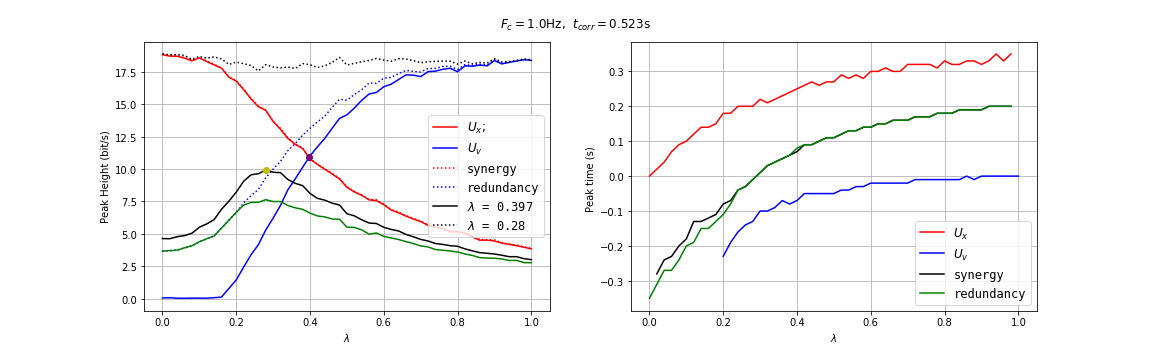 F_c = 1.0Hz, t_corr = 0.523s
Peak Height (bit/s)
17.5
15.0
12.5
10.0
7.5
5.0
2.5
0.0
0.0 0.2 0.4 0.6 0.8 1.0
λ
U_x;
U_v
synergy
redundancy
λ = 0.397
λ = 0.28
Peak time (s)
0.3
0.2
0.1
0.0
−0.1
−0.2
−0.3
0.0 0.2 0.4 0.6 0.8 1.0
λ
U_x
U_v
synergy
redundancy